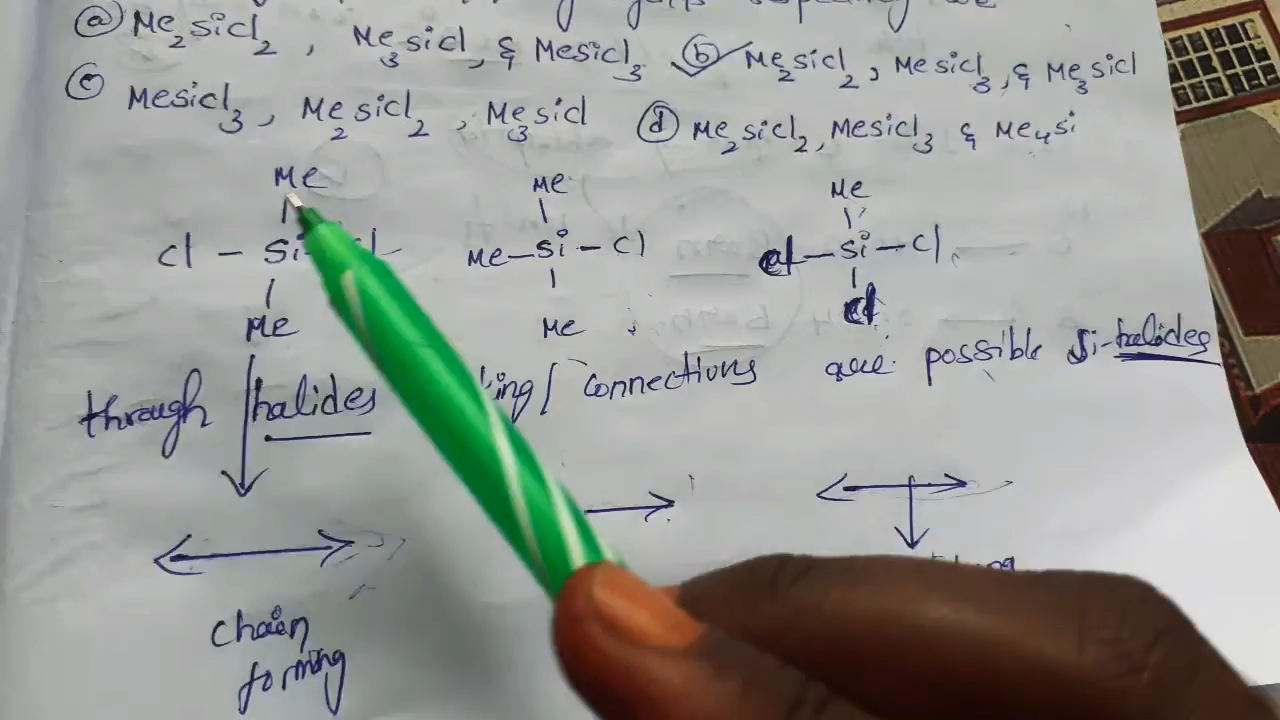 ⓐ Me₂sicl₂, Me₃sicl, & Mesicl₃ ⓑ Me₂sicl₂, Mesicl₃, & Me₃sicl
ⓒ Mesicl₃, Me₂sicl₂, Me₃sicl ⓓ Me₂sicl₂, Mesicl₃ & Me₄si
Me Me Me
Cl – Si Cl Me – Si – Cl Cl – Si – Cl
Me Me Cl
through halides connections are possible Si-halides
chain
forming